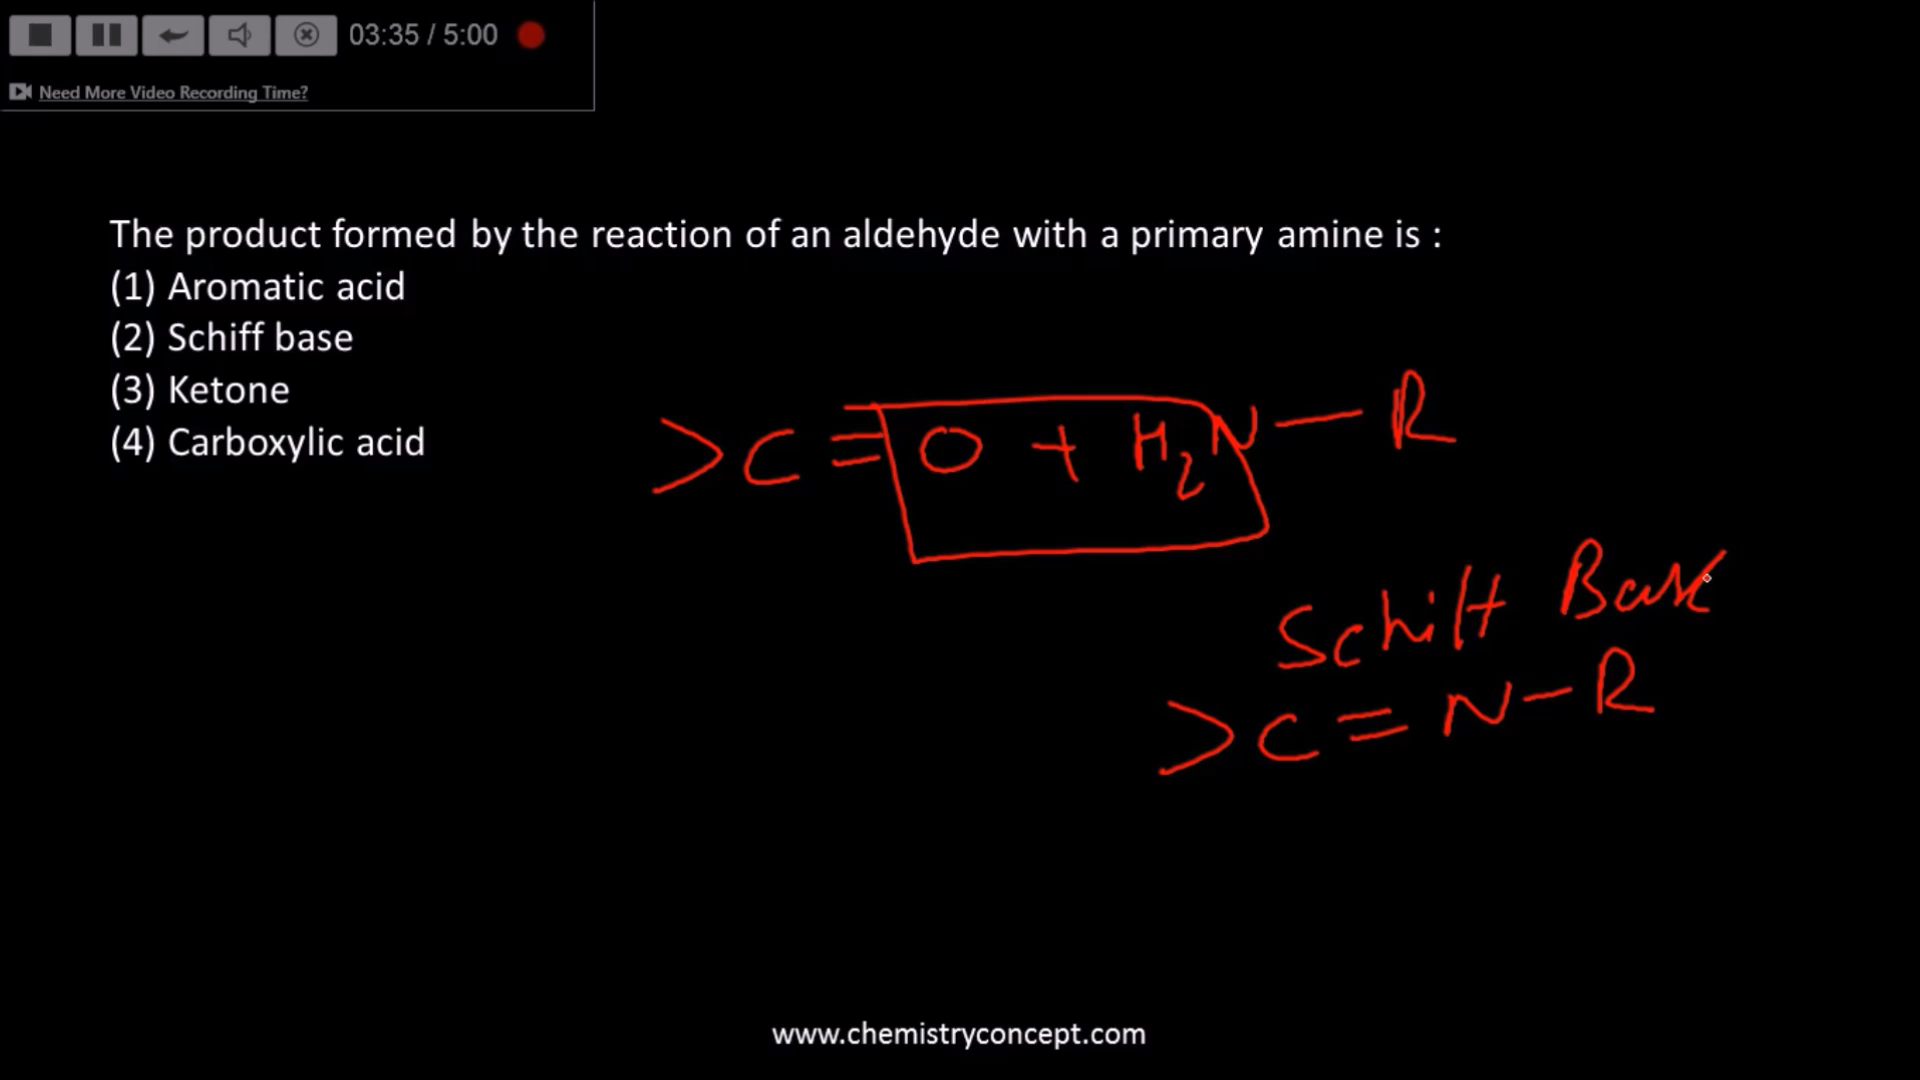 03:35 / 5:00
Need More Video Recording Time?
The product formed by the reaction of an aldehyde with a primary amine is :
(1) Aromatic acid
(2) Schiff base
(3) Ketone
(4) Carboxylic acid
>C=O + H₂N—R
Schiff Base
>C=N-R
www.chemistryconcept.com